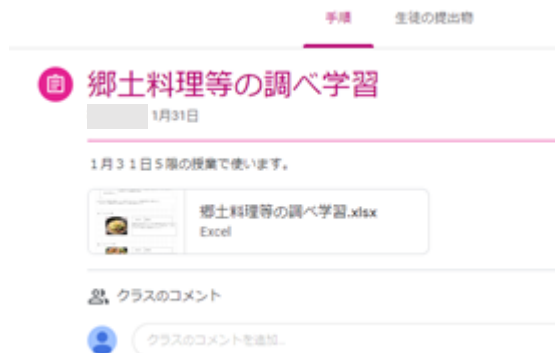 手順 生徒の提出物
郷土料理等の調べ学習
1月31日
1月31日5限の授業で使います。
郷土料理等の調べ学習.xlsx
Excel
クラスのコメント
クラスのコメントを追加...